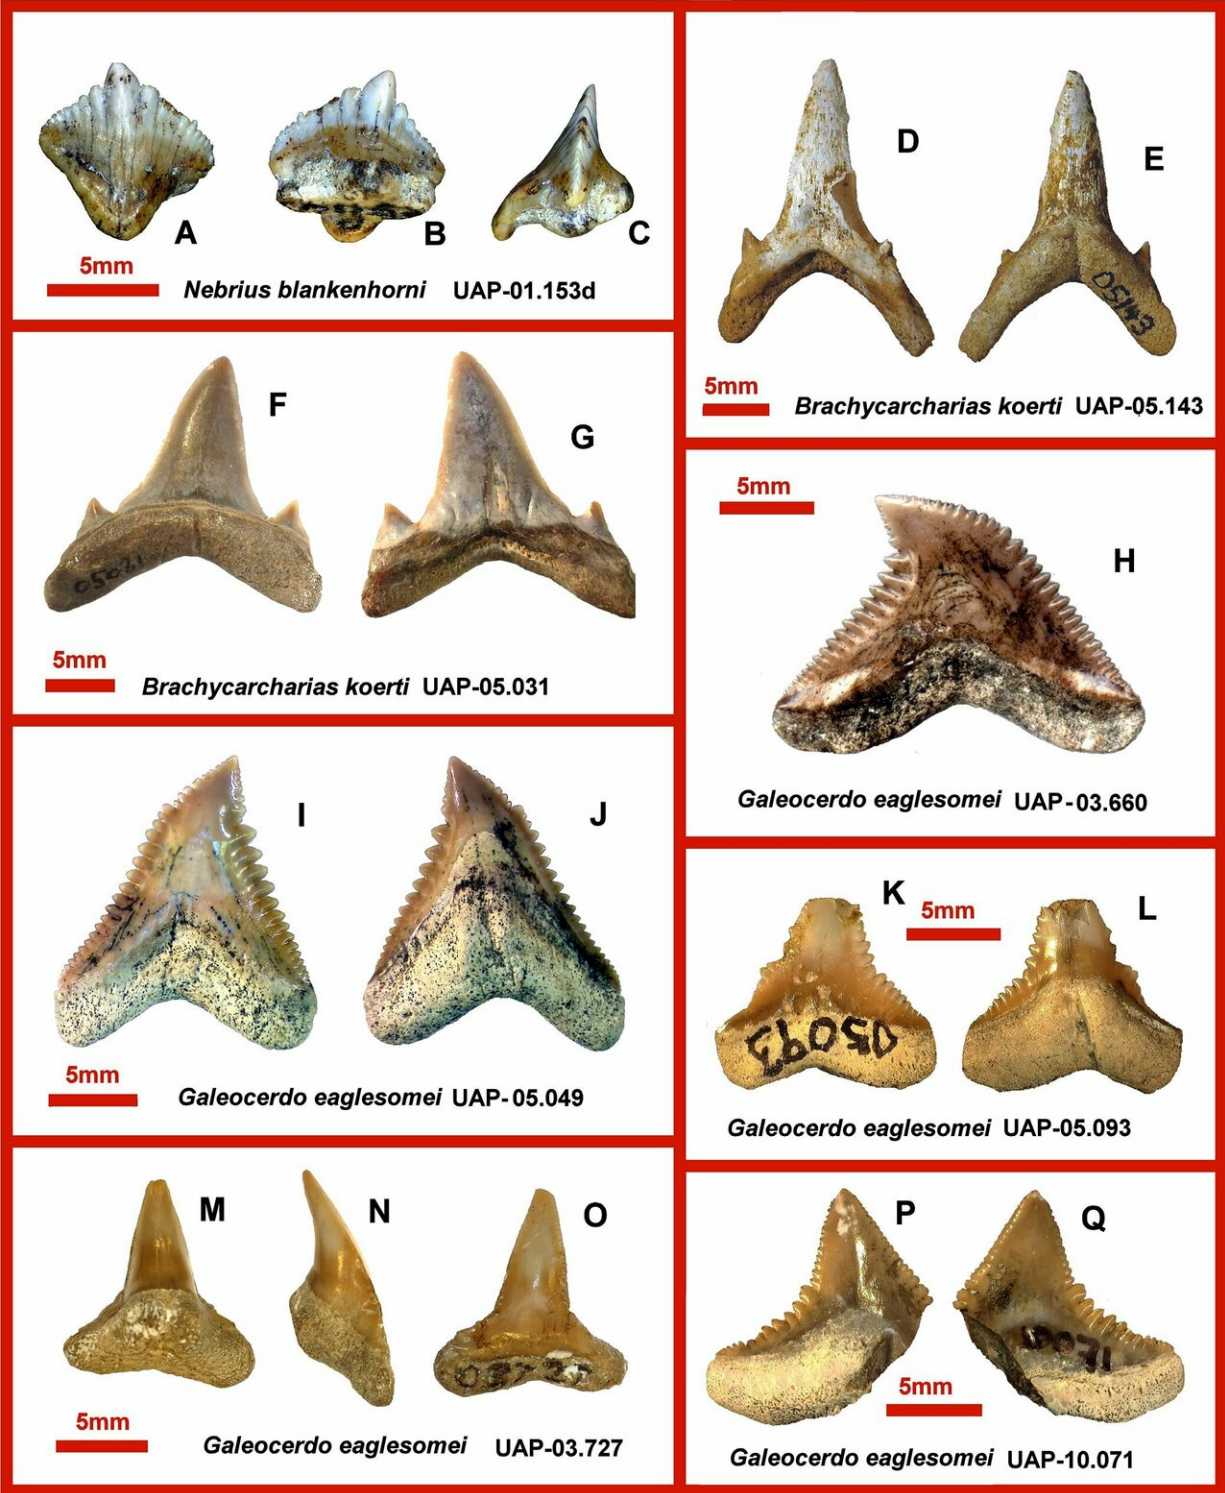 A
B
C
5mm
Nebrius blankenhorni UAP-01.153d
D
E
05143
5mm
Brachycarcharias koerti UAP-05.143
F
G
05031
5mm
Brachycarcharias koerti UAP-05.031
5mm
H
Galeocerdo eaglesomei UAP-03.660
I
J
5mm
Galeocerdo eaglesomei UAP-05.049
K
5mm
L
05093
Galeocerdo eaglesomei UAP-05.093
M
N
O
5mm
Galeocerdo eaglesomei UAP-03.727
P
Q
5mm
Galeocerdo eaglesomei UAP-10.071